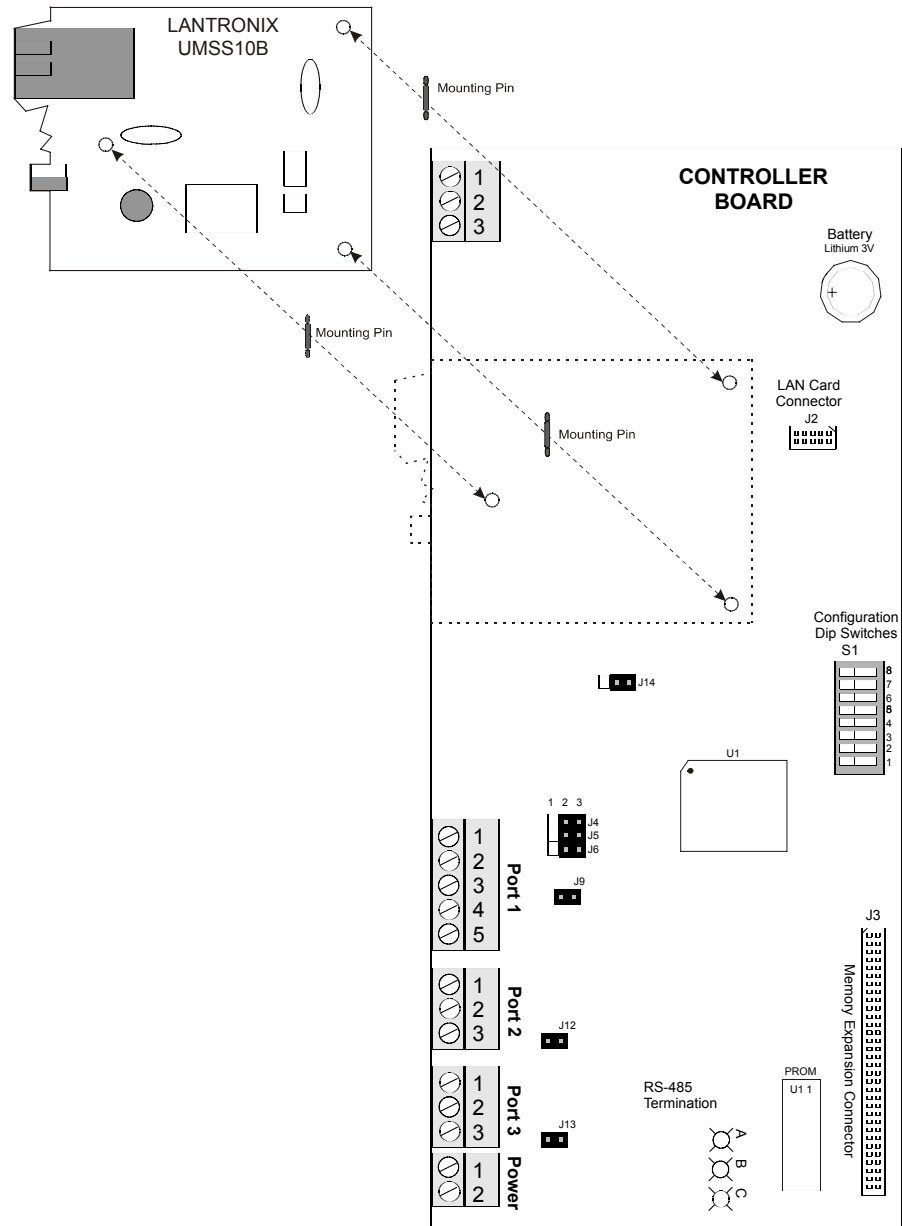 LANTRONIX
UMSS10B
Mounting Pin
1
2
3
CONTROLLER
BOARD
Battery
Lithium 3V
+
Mounting Pin
LAN Card
Connector
J2
Mounting Pin
Configuration
Dip Switches
S1
8
7
6
8
4
3
2
1
J14
U1
1 2 3
J4
J5
J6
J9
1
2
3
4
5
Port 1
J3
Memory Expansion Connector
1
2
3
Port 2
J12
1
2
3
Port 3
J13
RS-485
Termination
A
B
C
PROM
U1 1
1
2
Power